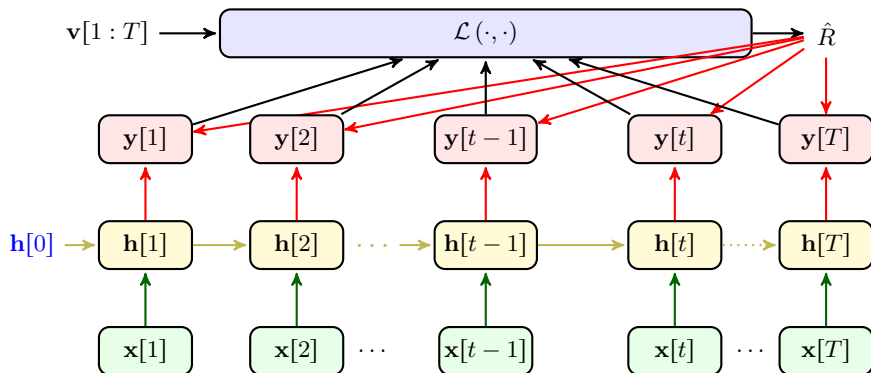 v[1 : T] ℒ (·, ·) R̂
y[1] y[2] y[t−1] y[t] y[T]
h[0] h[1] h[2] ··· h[t−1] h[t] h[T]
x[1] x[2] ··· x[t−1] x[t] ··· x[T]